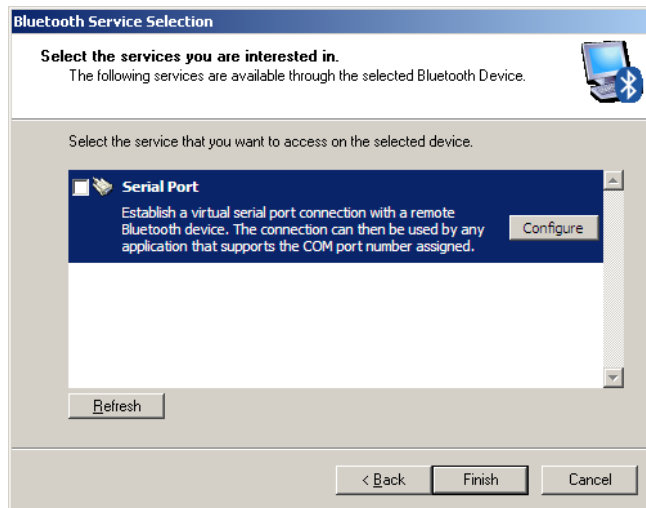 Bluetooth Service Selection
Select the services you are interested in.
The following services are available through the selected Bluetooth Device.
Select the service that you want to access on the selected device.
Serial Port
Establish a virtual serial port connection with a remote
Bluetooth device. The connection can then be used by any
application that supports the COM port number assigned.
Configure
Refresh
< Back
Finish
Cancel